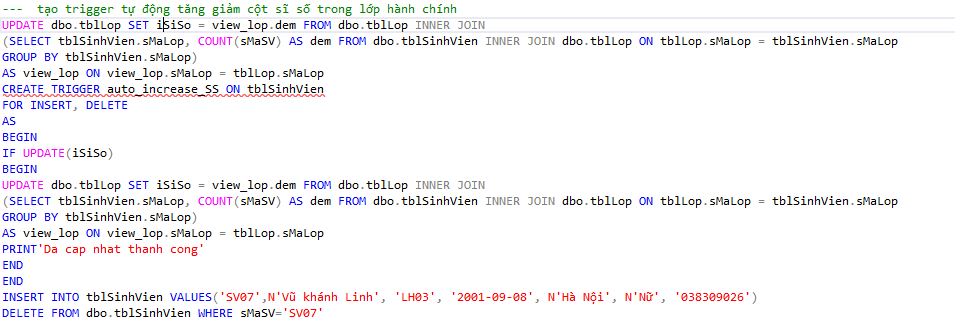 --- tạo trigger tự động tăng giảm cột sĩ số trong lớp hành chính
UPDATE dbo.tblLop SET iSiSo = view_lop.dem FROM dbo.tblLop INNER JOIN
(SELECT tblSinhVien.sMaLop, COUNT(sMaSV) AS dem FROM dbo.tblSinhVien INNER JOIN dbo.tblLop ON tblLop.sMaLop = tblSinhVien.sMaLop
GROUP BY tblSinhVien.sMaLop)
AS view_lop ON view_lop.sMaLop = tblLop.sMaLop
CREATE TRIGGER auto_increase_SS ON tblSinhVien
FOR INSERT, DELETE
AS
BEGIN
IF UPDATE(iSiSo)
BEGIN
UPDATE dbo.tblLop SET iSiSo = view_lop.dem FROM dbo.tblLop INNER JOIN
(SELECT tblSinhVien.sMaLop, COUNT(sMaSV) AS dem FROM dbo.tblSinhVien INNER JOIN dbo.tblLop ON tblLop.sMaLop = tblSinhVien.sMaLop
GROUP BY tblSinhVien.sMaLop)
AS view_lop ON view_lop.sMaLop = tblLop.sMaLop
PRINT'Da cap nhat thanh cong'
END
END
INSERT INTO tblSinhVien VALUES('SV07',N'Vũ khánh Linh', 'LH03', '2001-09-08', N'Hà Nội', N'Nữ', '038309026')
DELETE FROM dbo.tblSinhVien WHERE sMaSV='SV07'